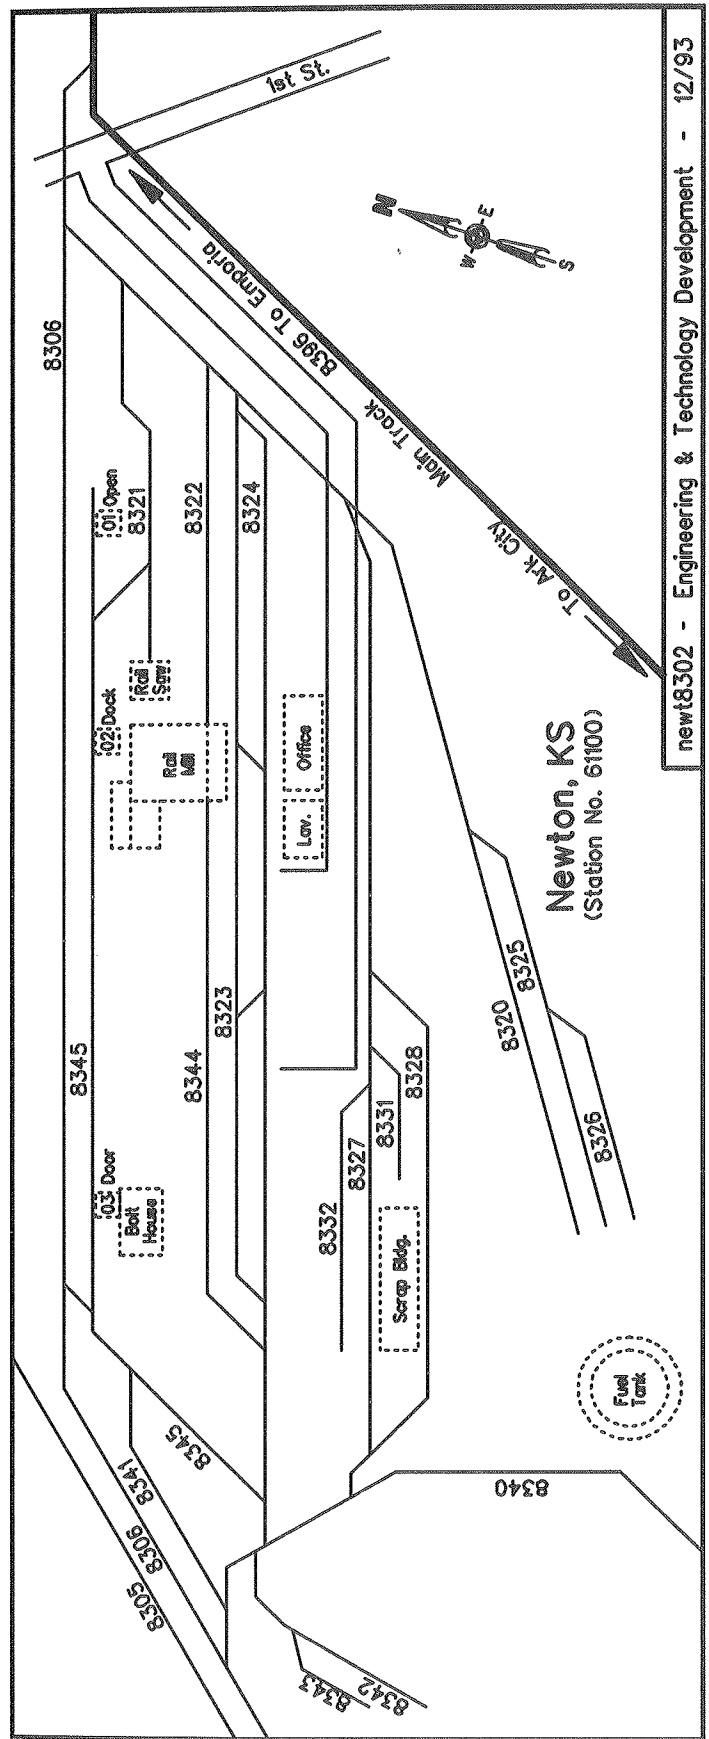 1st St.
8306
8396 To Emporia
N
E
W
S
Main Track
To Ark City
01 Open
8321
8322
8324
02 Dock
Rail
Saw
Rail
Mill
Office
Lav.
Newton, KS
(Station No. 61100)
8345
8344
8323
8320
8325
8326
03 Door
Bolt
House
8332
8327
8331
8328
Scrap Bldg.
Fuel
Tank
8345
8341
8306
8305
8340
8343
8342
newt8302 - Engineering & Technology Development - 12/93